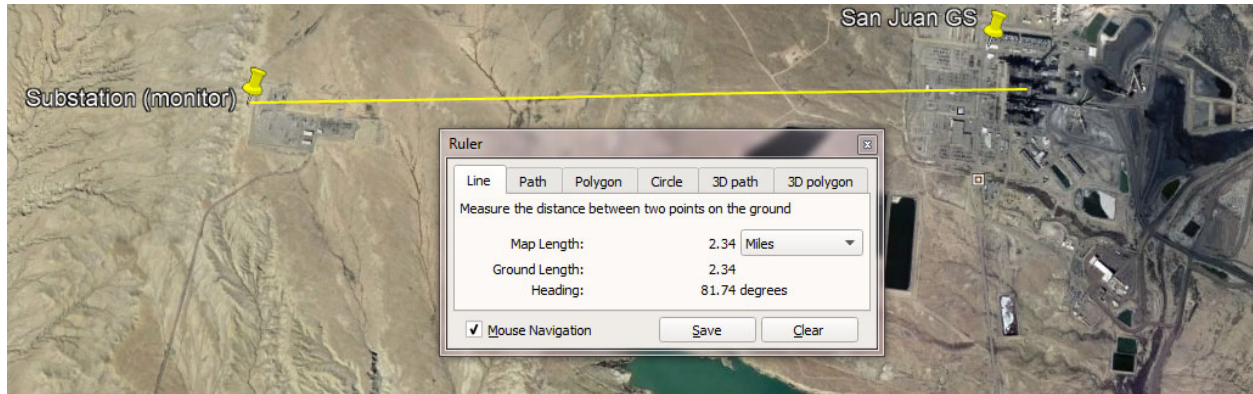 San Juan GS
Substation (monitor)
Ruler
Line Path Polygon Circle 3D path 3D polygon
Measure the distance between two points on the ground
Map Length: 2.34 Miles
Ground Length: 2.34
Heading: 81.74 degrees
Mouse Navigation Save Clear